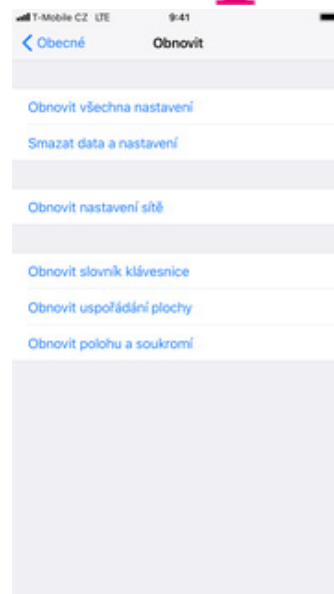 T-Mobile CZ LTE 9:41
Obecné Obnovit
Obnovit všechna nastavení
Smazat data a nastavení
Obnovit nastavení sítě
Obnovit slovník klávesnice
Obnovit uspořádání plochy
Obnovit polohu a soukromí